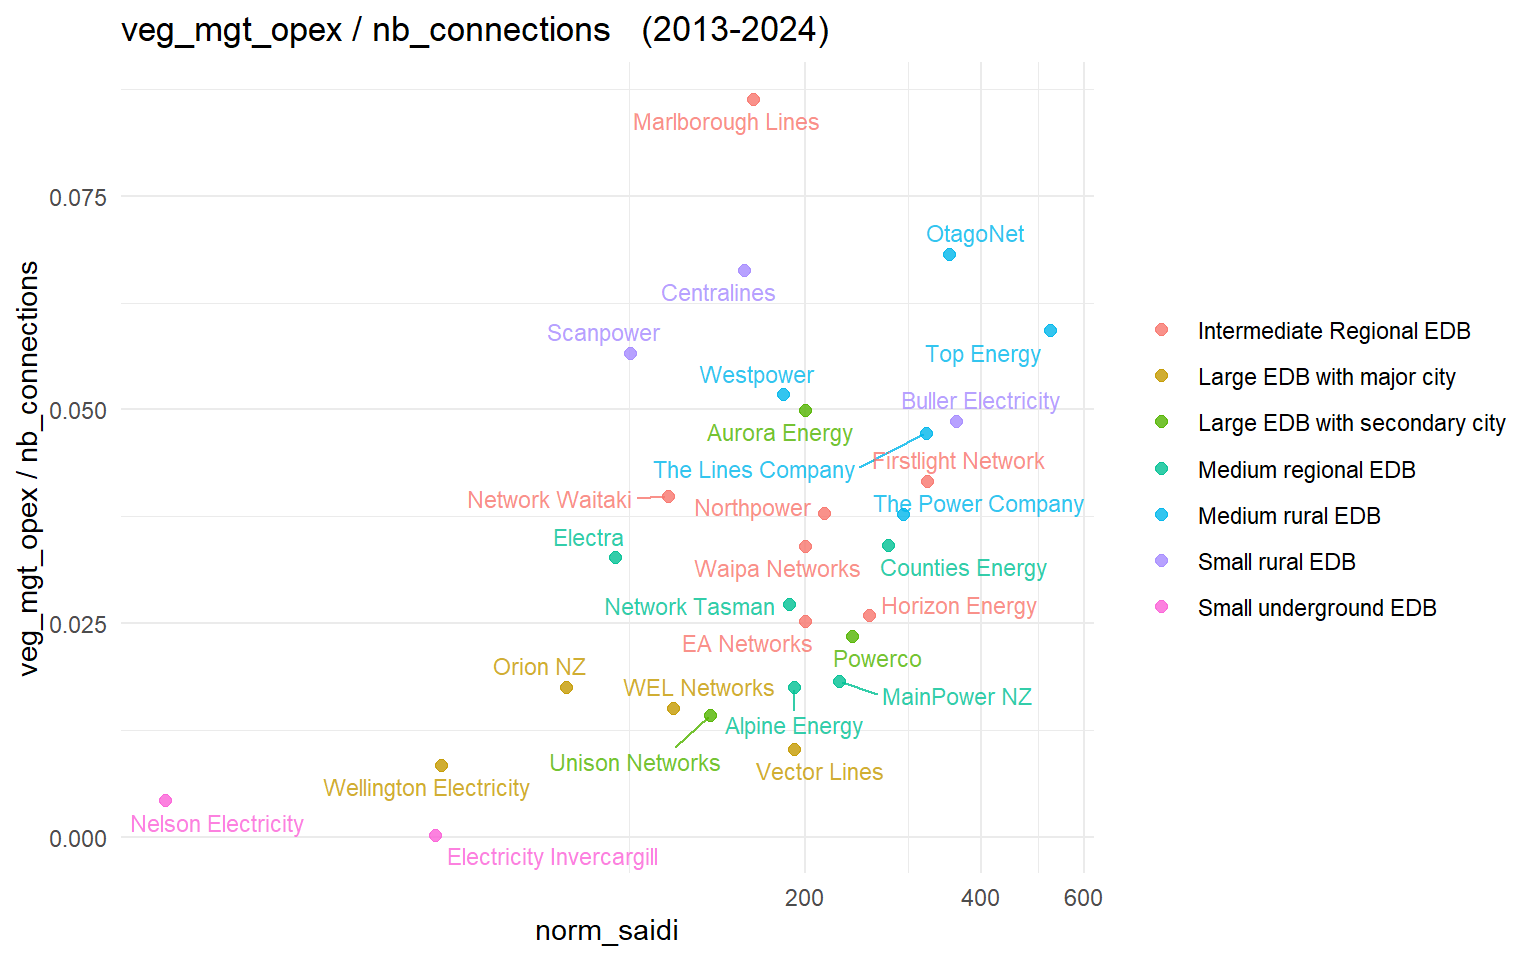 veg_mgt_opex / nb_connections (2013-2024)
veg_mgt_opex / nb_connections
0.075
0.050
0.025
0.000
Marlborough Lines
OtagoNet
Centralines
Scanpower
Top Energy
Westpower
Buller Electricity
Aurora Energy
The Lines Company
Firstlight Network
Network Waitaki
Northpower
The Power Company
Electra
Waipa Networks
Counties Energy
Network Tasman
Horizon Energy
EA Networks
Powerco
Orion NZ
WEL Networks
MainPower NZ
Alpine Energy
Unison Networks
Vector Lines
Wellington Electricity
Nelson Electricity
Electricity Invercargill
200
400
600
norm_saidi
Intermediate Regional EDB
Large EDB with major city
Large EDB with secondary city
Medium regional EDB
Medium rural EDB
Small rural EDB
Small underground EDB